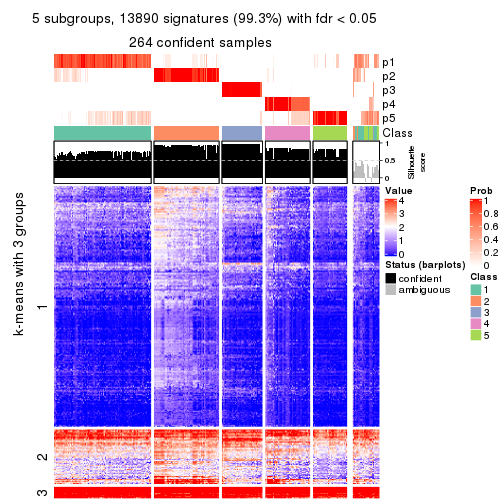 5 subgroups, 13890 signatures (99.3%) with fdr < 0.05
264 confident samples
p1
p2
p3
p4
p5
Class
1
0.5
0
Silhouette
score
k-means with 3 groups
1
2
3
Value
4
3
2
1
0
Status (barplots)
confident
ambiguous
Prob
1
0.8
0.6
0.4
0.2
0
Class
1
2
3
4
5